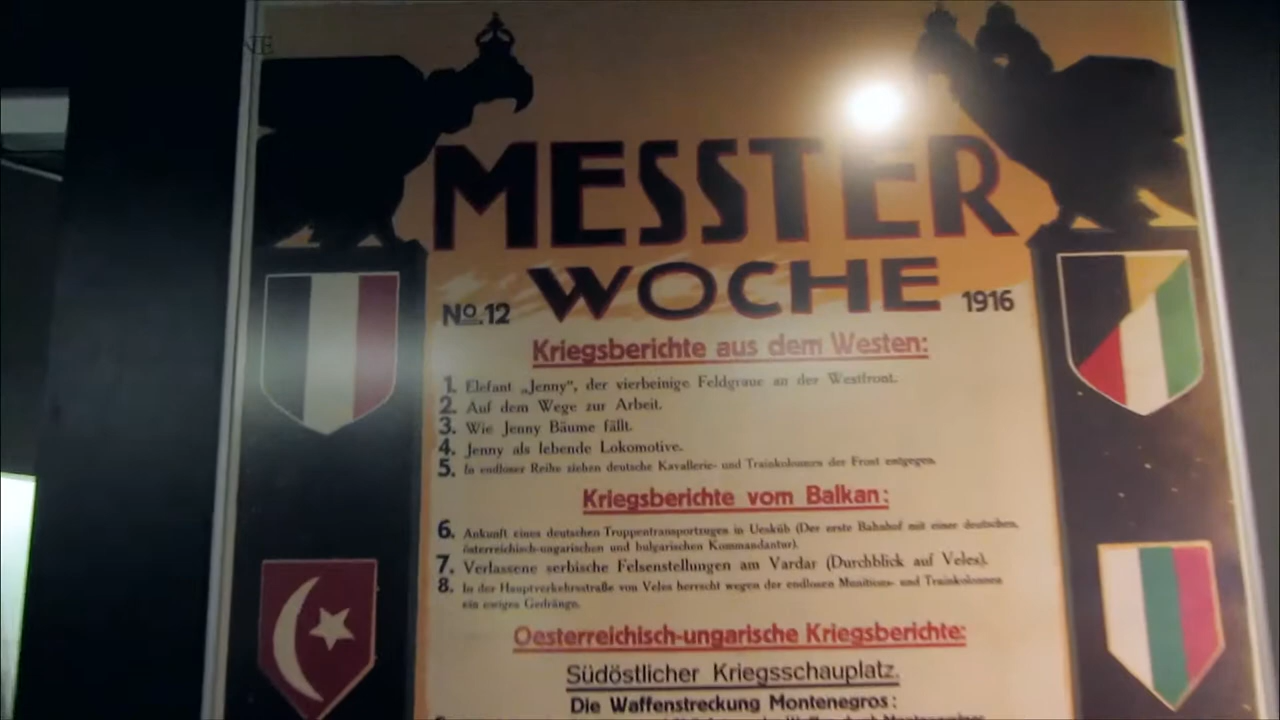 MESSTER
WOCHE
No. 12
1916
Kriegsberichte aus dem Westen:
1. Elefant „Jenny“, der vierbeinige Feldgraue an der Westfront.
2. Auf dem Wege zur Arbeit.
3. Wie Jenny Bäume fällt.
4. Jenny als lebende Lokomotive.
5. In endloser Reihe ziehen deutsche Kavallerie- und Trainkolonnen der Front entgegen.
Kriegsberichte vom Balkan:
6. Ankunft eines deutschen Truppentransportzuges in Uesküb (Der erste Bahnhof mit einer deutschen,
österreichisch-ungarischen und bulgarischen Kommandantur).
7. Verlassene serbische Felsenstellungen am Vardar (Durchblick auf Veles).
8. In der Hauptverkehrsstraße von Veles herrscht wegen der endlosen Munitions- und Trainkolonnen
ein ewiges Gedränge.
Oesterreichisch-ungarische Kriegsberichte:
Südöstlicher Kriegsschauplatz.
Die Waffenstreckung Montenegros: